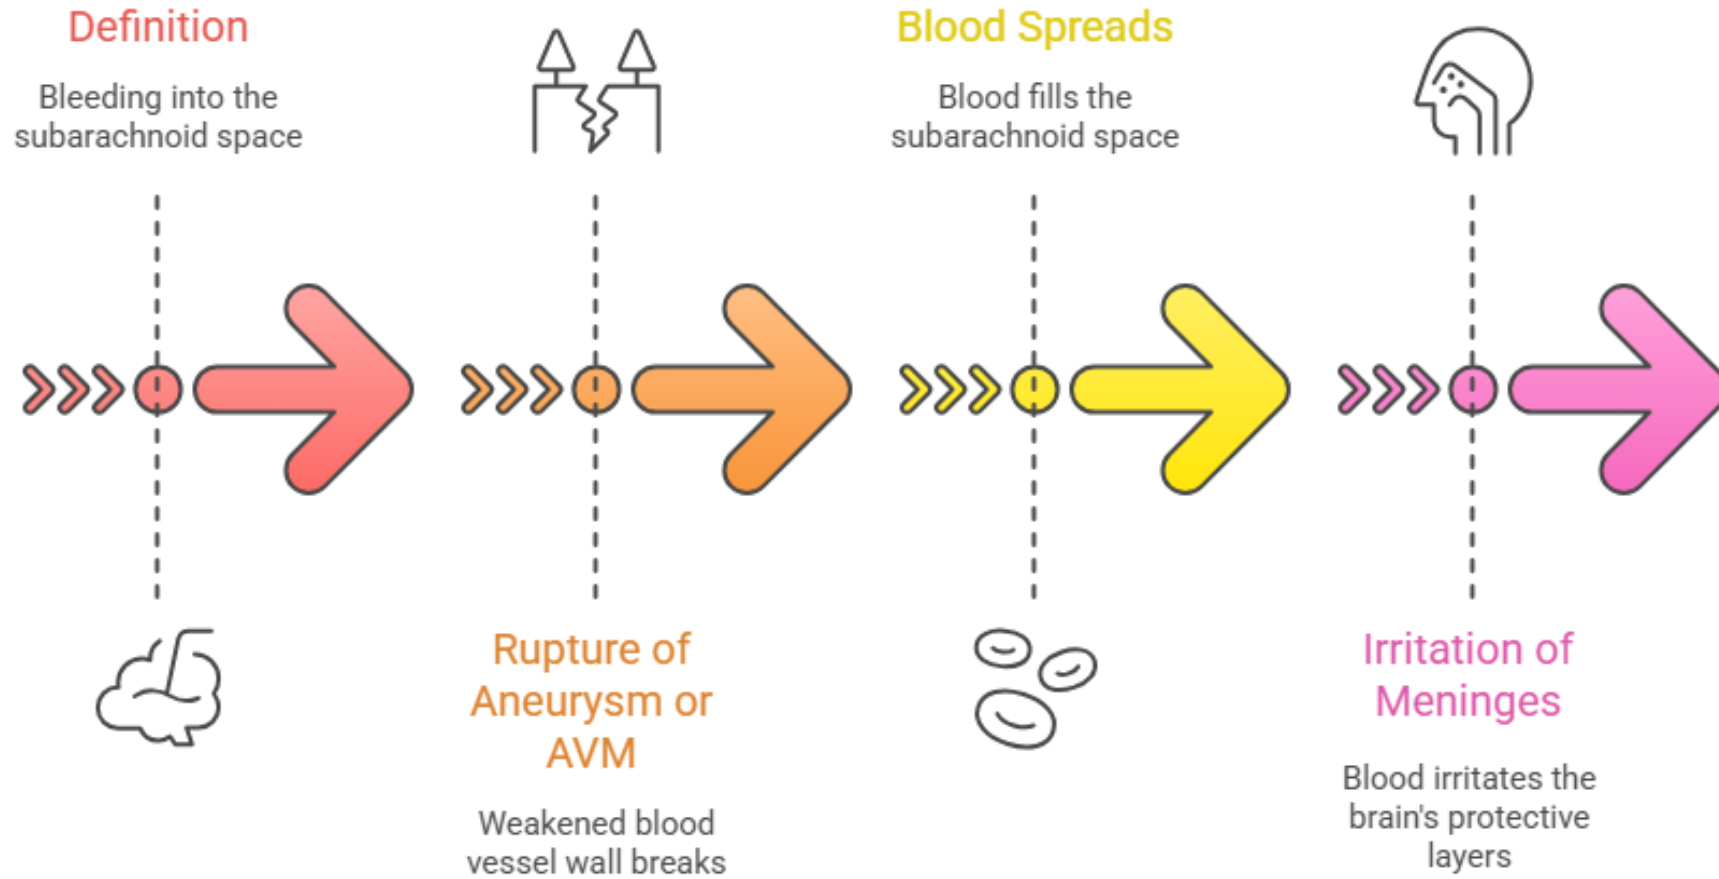 Definition
Bleeding into the
subarachnoid space
Rupture of
Aneurysm or
AVM
Weakened blood
vessel wall breaks
Blood Spreads
Blood fills the
subarachnoid space
Irritation of
Meninges
Blood irritates the
brain's protective
layers